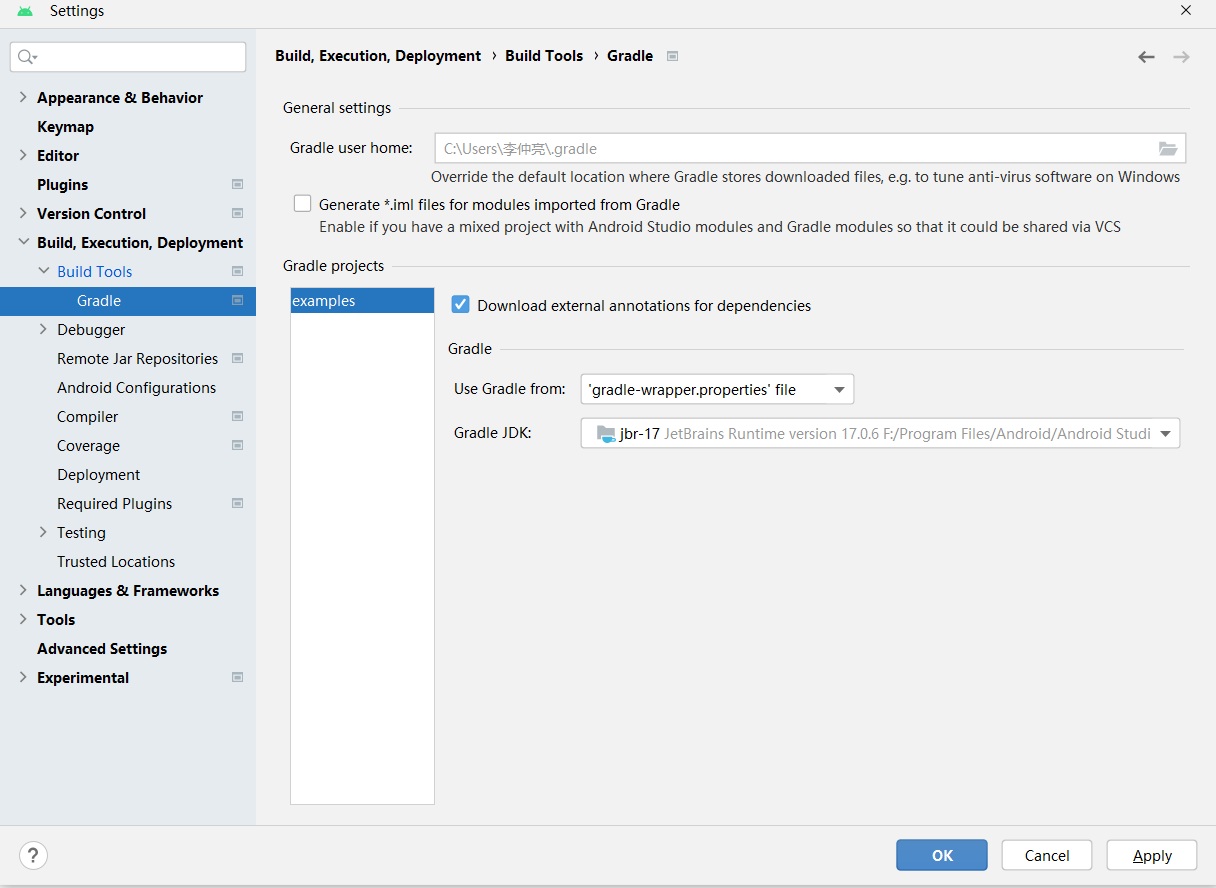 Settings
Build, Execution, Deployment › Build Tools › Gradle
Appearance & Behavior
Keymap
Editor
Plugins
Version Control
Build, Execution, Deployment
Build Tools
Gradle
Debugger
Remote Jar Repositories
Android Configurations
Compiler
Coverage
Deployment
Required Plugins
Testing
Trusted Locations
Languages & Frameworks
Tools
Advanced Settings
Experimental
General settings
Gradle user home: C:\Users\李仲亮\.gradle
Override the default location where Gradle stores downloaded files, e.g. to tune anti-virus software on Windows
Generate *.iml files for modules imported from Gradle
Enable if you have a mixed project with Android Studio modules and Gradle modules so that it could be shared via VCS
Gradle projects
examples
Download external annotations for dependencies
Gradle
Use Gradle from: 'gradle-wrapper.properties' file
Gradle JDK: jbr-17 JetBrains Runtime version 17.0.6 F:/Program Files/Android/Android Studi
? OK Cancel Apply